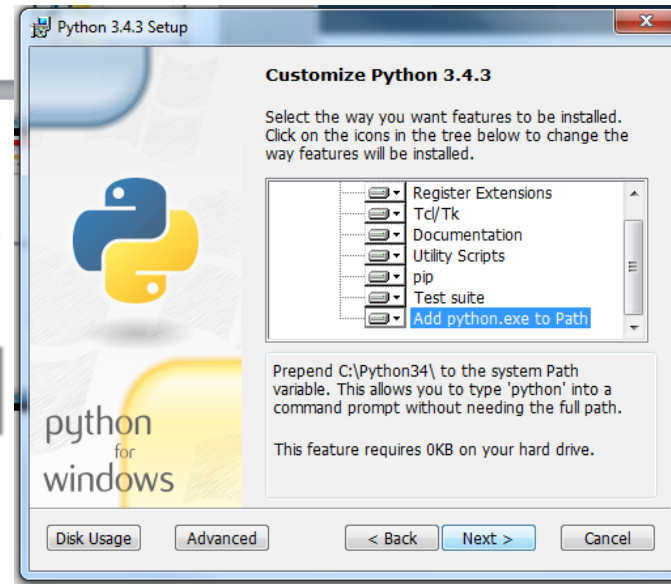 Python 3.4.3 Setup
Customize Python 3.4.3
Select the way you want features to be installed.
Click on the icons in the tree below to change the
way features will be installed.
Register Extensions
Tcl/Tk
Documentation
Utility Scripts
pip
Test suite
Add python.exe to Path
Prepend C:\Python34\ to the system Path
variable. This allows you to type 'python' into a
command prompt without needing the full path.
This feature requires 0KB on your hard drive.
python
for
windows
Disk Usage
Advanced
< Back
Next >
Cancel